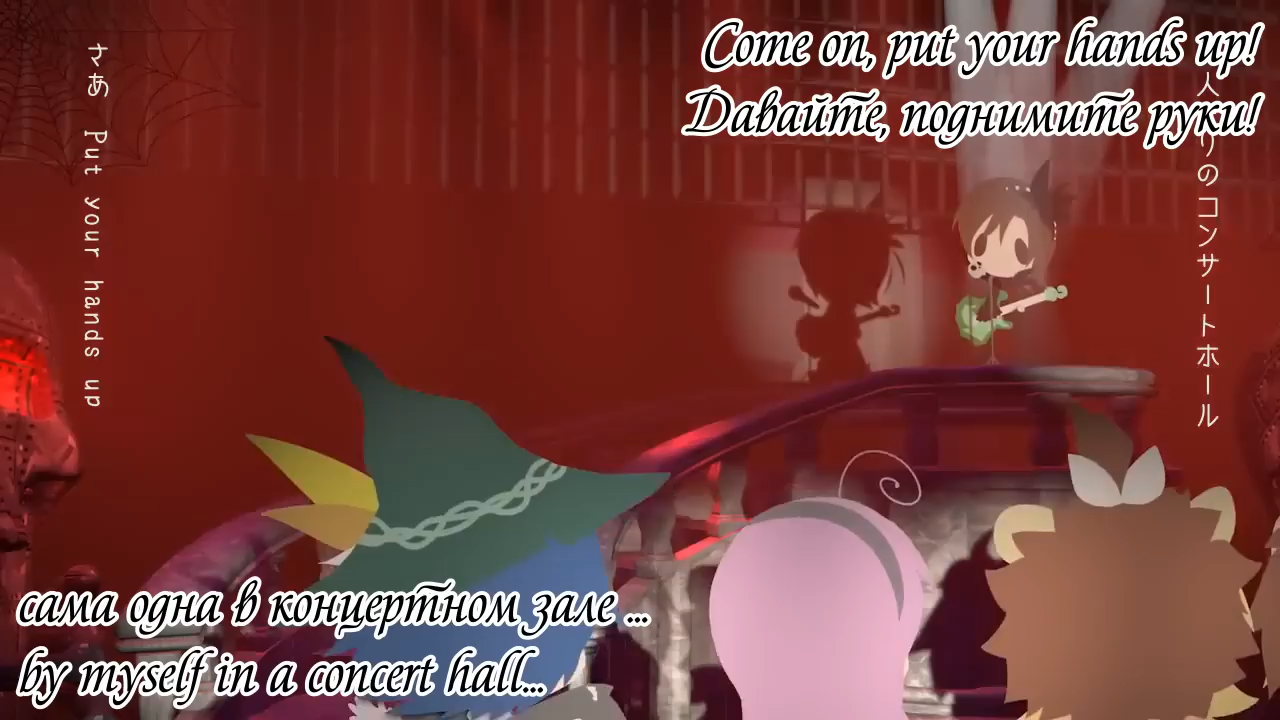 Come on, put your hands up!
Давайте, поднимите руки!
人 りのコンサートホール
さあ Put your hands up
сама одна в концертном зале ...
by myself in a concert hall...